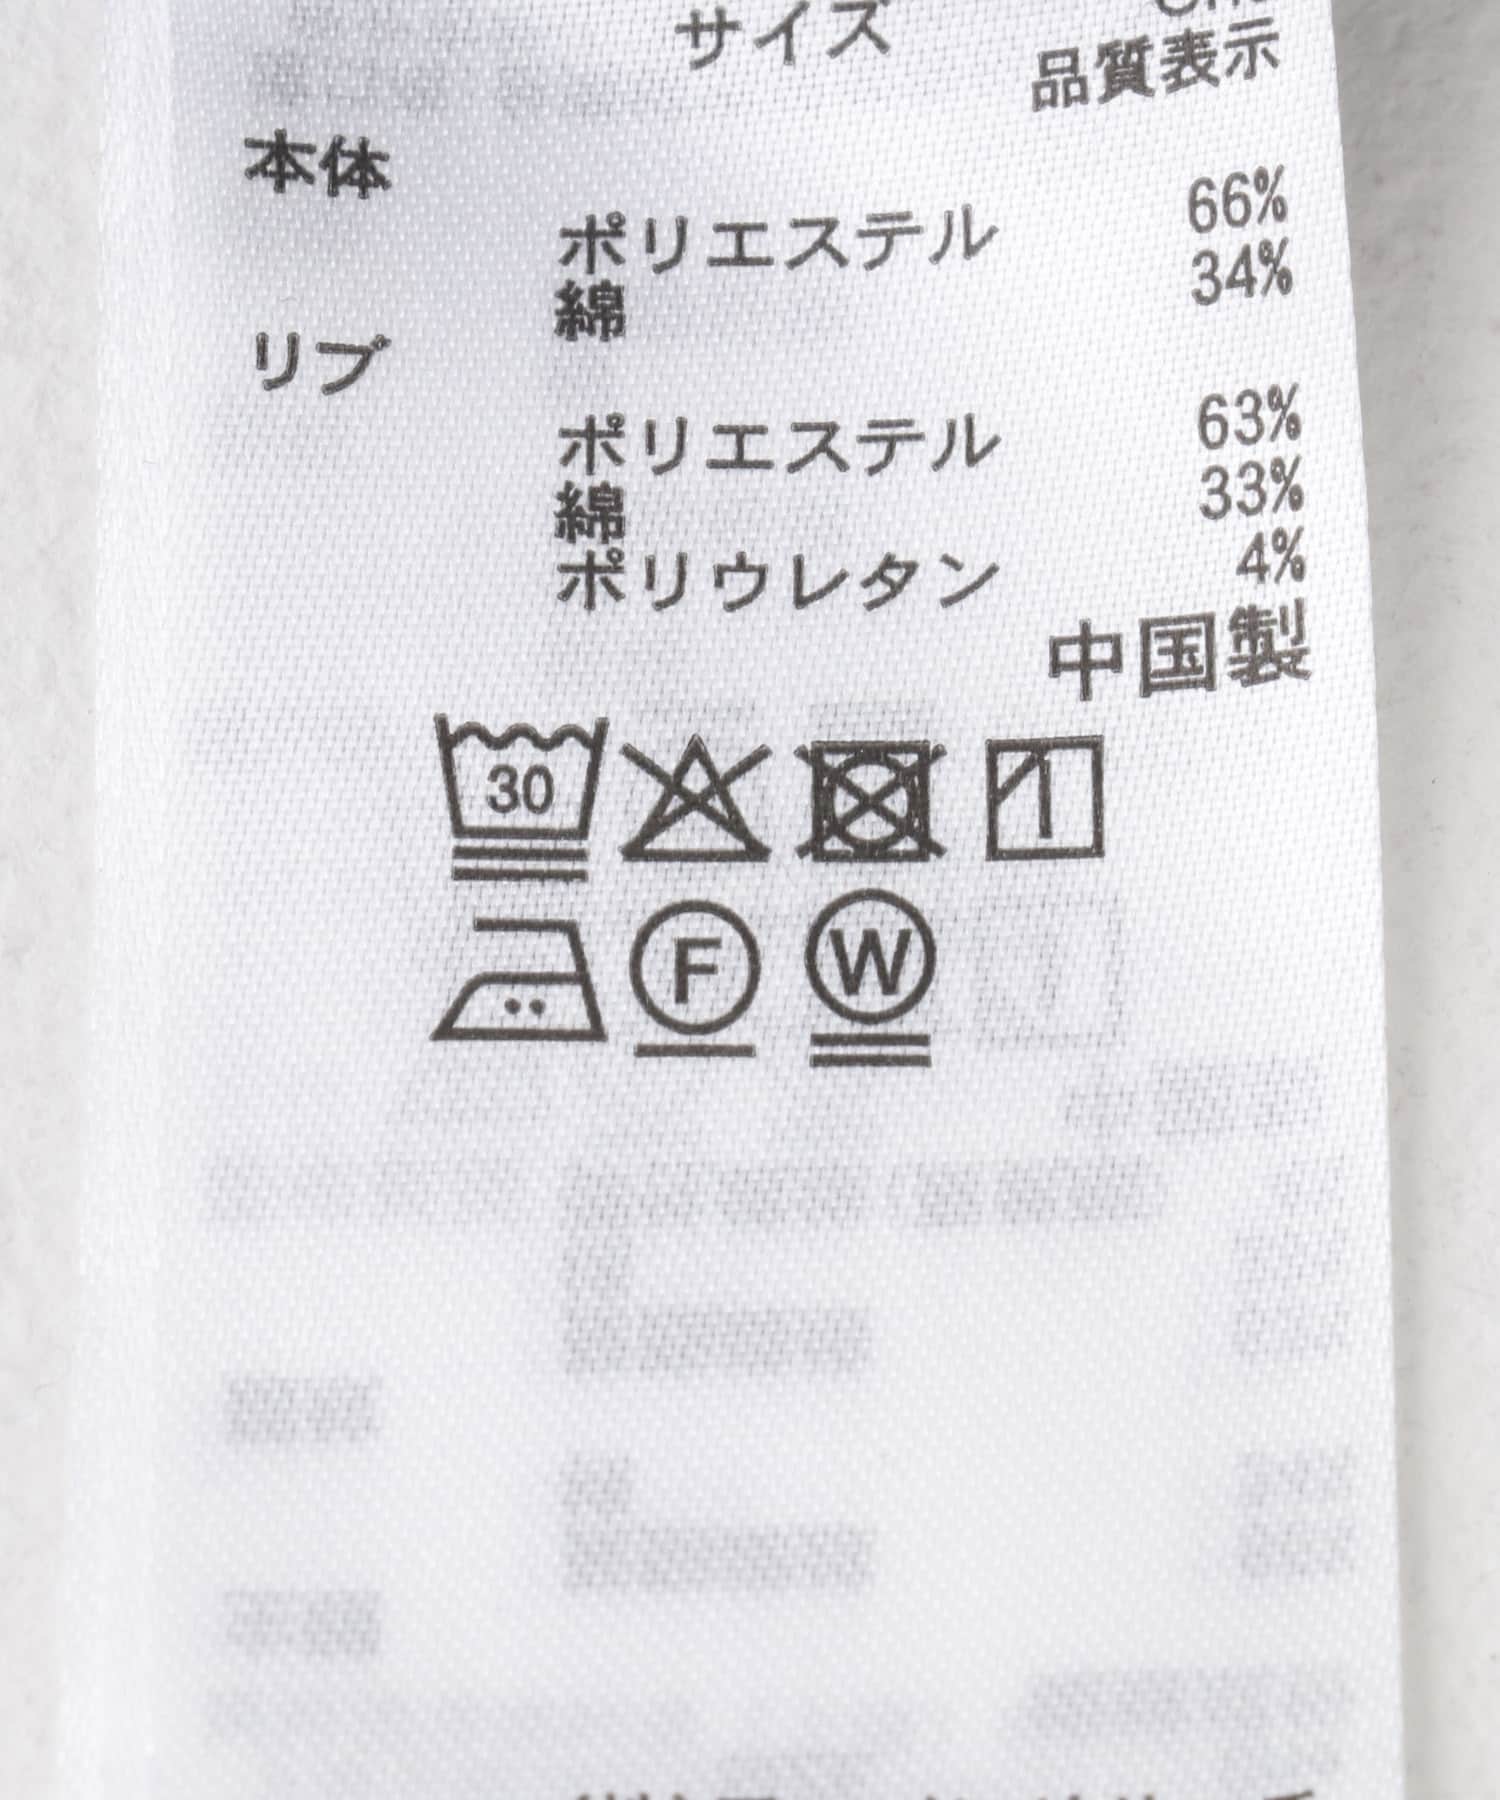 サイズ
品質表示
本体
ポリエステル 66%
綿 34%
リブ
ポリエステル 63%
綿 33%
ポリウレタン 4%
中国製
30
F W